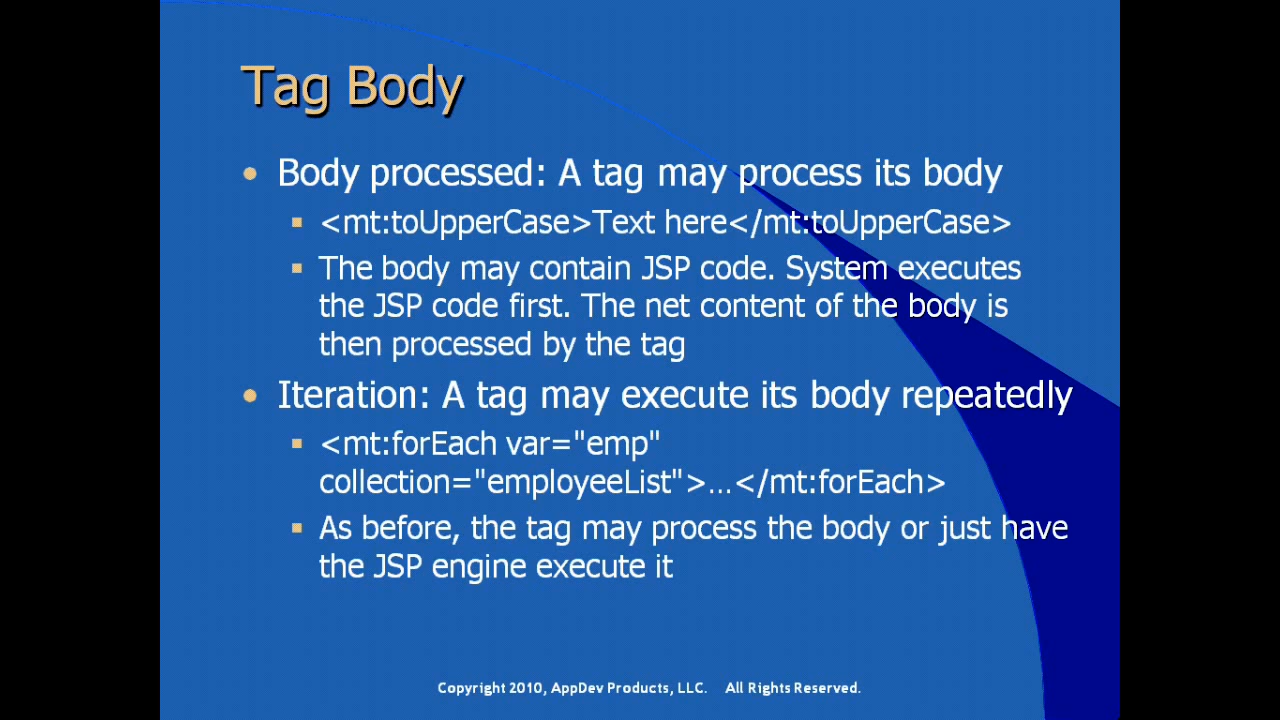 Tag Body
• Body processed: A tag may process its body
▪ <mt:toUpperCase>Text here</mt:toUpperCase>
▪ The body may contain JSP code. System executes
the JSP code first. The net content of the body is
then processed by the tag
• Iteration: A tag may execute its body repeatedly
▪ <mt:forEach var="emp"
collection="employeeList">…</mt:forEach>
▪ As before, the tag may process the body or just have
the JSP engine execute it
Copyright 2010, AppDev Products, LLC. All Rights Reserved.